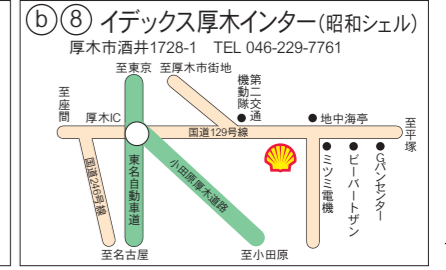 ⓑ⑧ イデックス厚木インター(昭和シェル)
厚木市酒井1728-1 TEL 046-229-7761
至東京
至厚木市街地
第二交通
機動隊
至座間
厚木IC
国道129号線
地中海亭
至平塚
国道246号線
東名自動車道
小田原厚木道路
ミツミ電機
ビーバートザン
Gパンセンター
至名古屋
至小田原